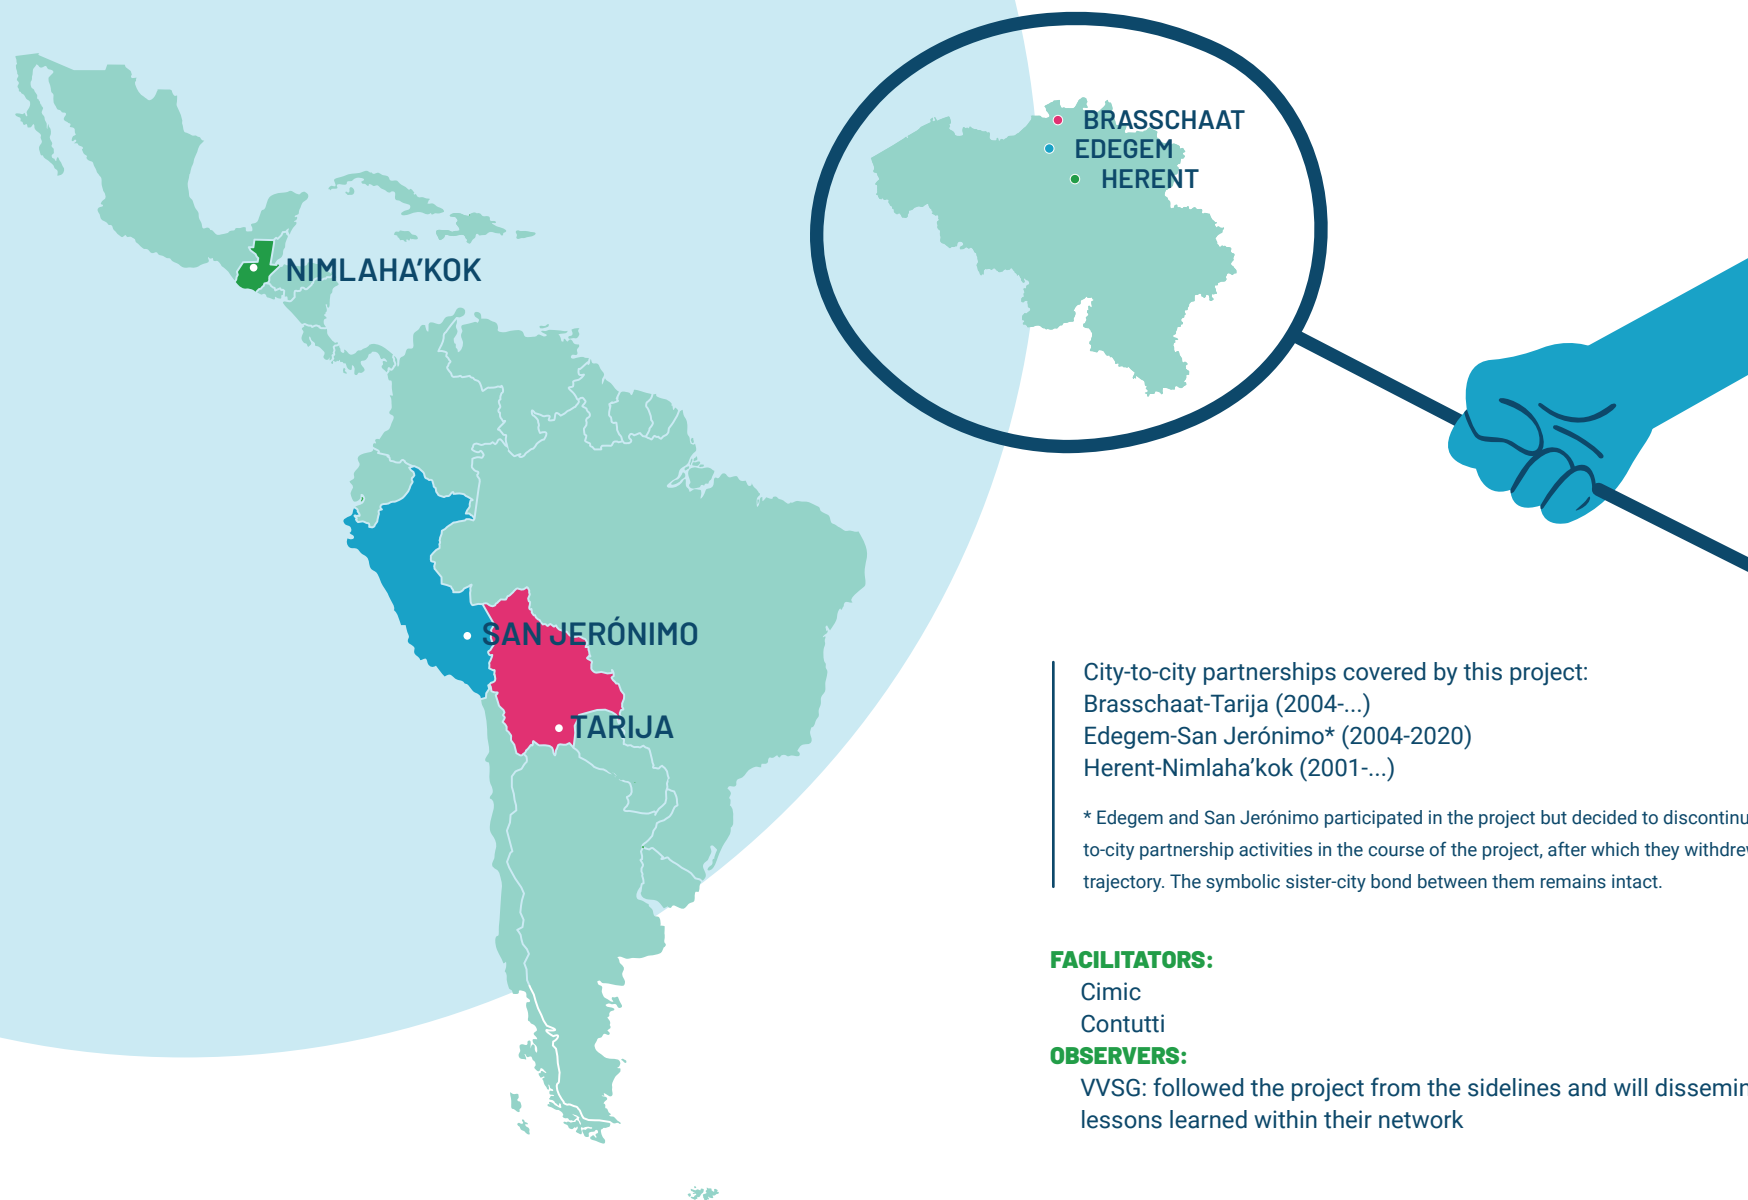 BRASSCHAAT
EDEGEM
HERENT
NIMLAHA’KOK
SAN JERÓNIMO
TARIJA
City-to-city partnerships covered by this project:
Brasschaat-Tarija (2004-...)
Edegem-San Jerónimo* (2004-2020)
Herent-Nimlaha’kok (2001-...)
* Edegem and San Jerónimo participated in the project but decided to discontinu
to-city partnership activities in the course of the project, after which they withdrew
trajectory. The symbolic sister-city bond between them remains intact.
FACILITATORS:
Cimic
Contutti
OBSERVERS:
VVSG: followed the project from the sidelines and will dissemin
lessons learned within their network